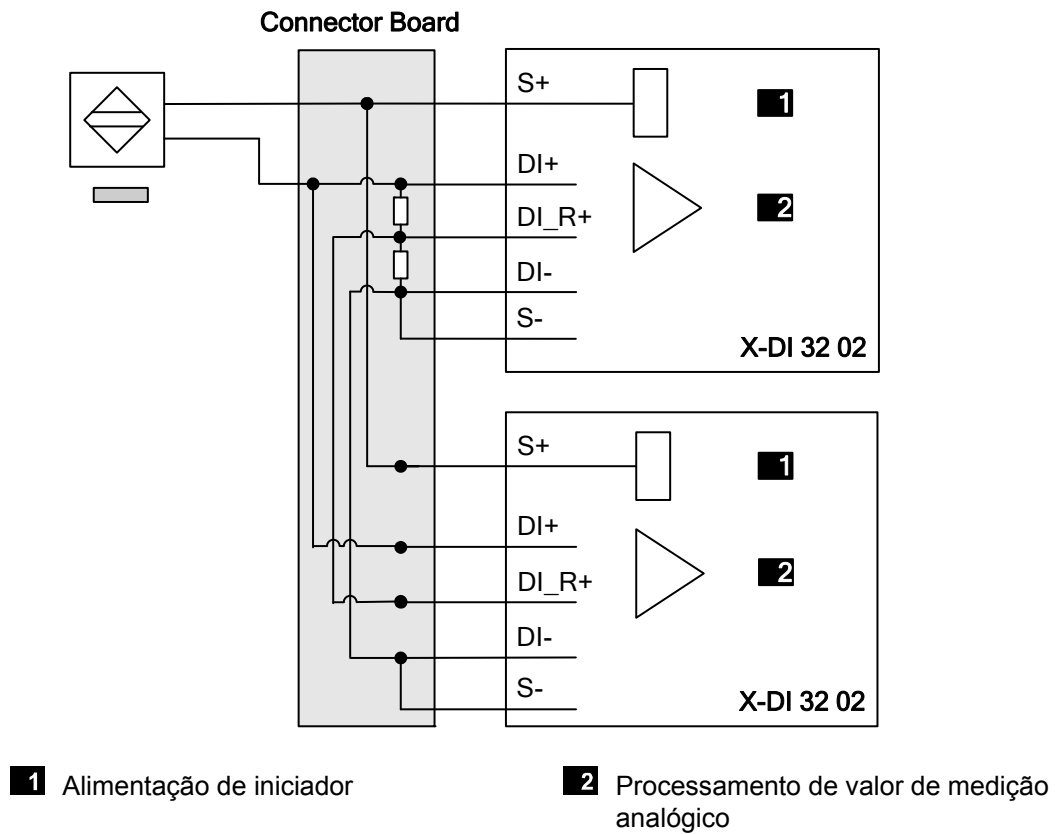 Connector Board
S+
1
DI+
DI_R+
2
DI-
S-
X-DI 32 02
S+
1
DI+
DI_R+
2
DI-
S-
X-DI 32 02
1 Alimentação de iniciador
2 Processamento de valor de medição
analógico